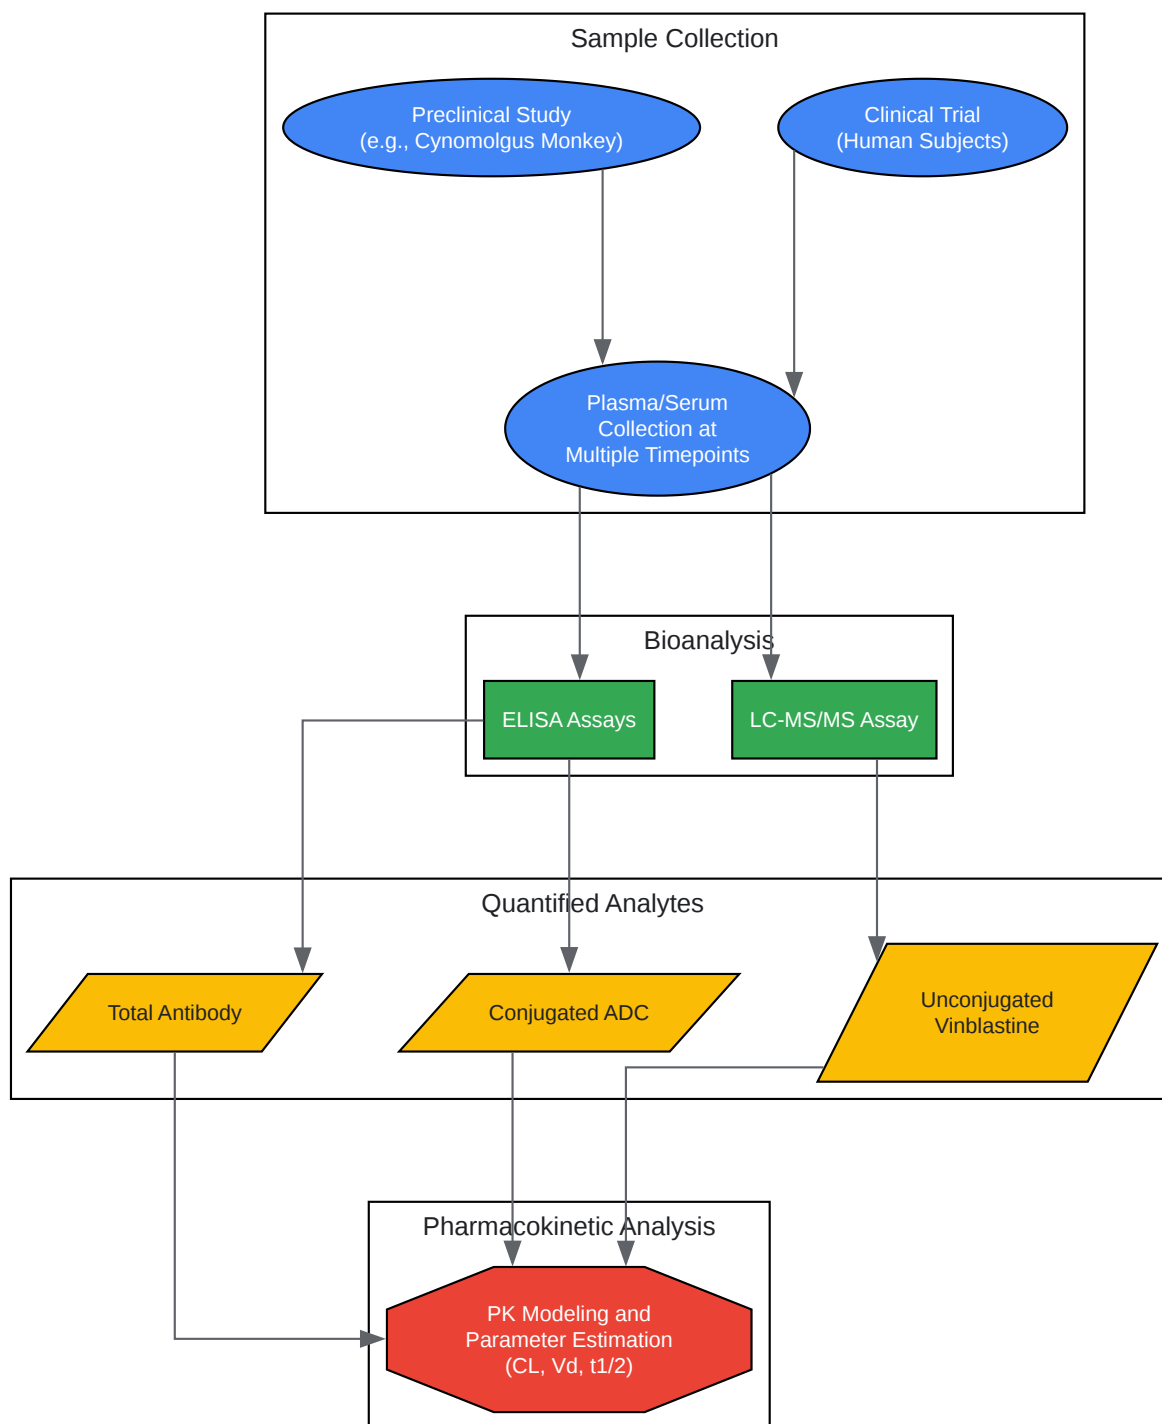 Sample Collection
Preclinical Study
(e.g., Cynomolgus Monkey)
Clinical Trial
(Human Subjects)
Plasma/Serum
Collection at
Multiple Timepoints
Bioanalysis
ELISA Assays
LC-MS/MS Assay
Quantified Analytes
Total Antibody
Conjugated ADC
Unconjugated
Vinblastine
Pharmacokinetic Analysis
PK Modeling and
Parameter Estimation
(CL, Vd, t1/2)